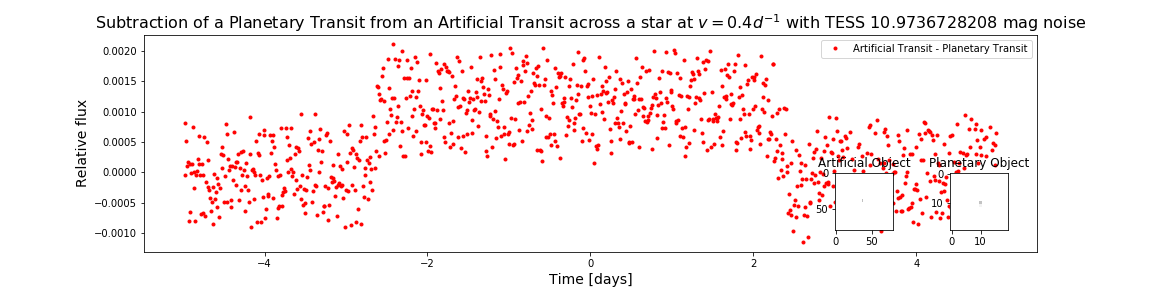 Subtraction of a Planetary Transit from an Artificial Transit across a star at v = 0.4d⁻¹ with TESS 10.9736728208 mag noise
Artificial Transit - Planetary Transit
Relative flux
0.0020
0.0015
0.0010
0.0005
0.0000
−0.0005
−0.0010
Artificial Object
0
50
0 50
Planetary Object
0
10
0 10
−4 −2 0 2 4
Time [days]